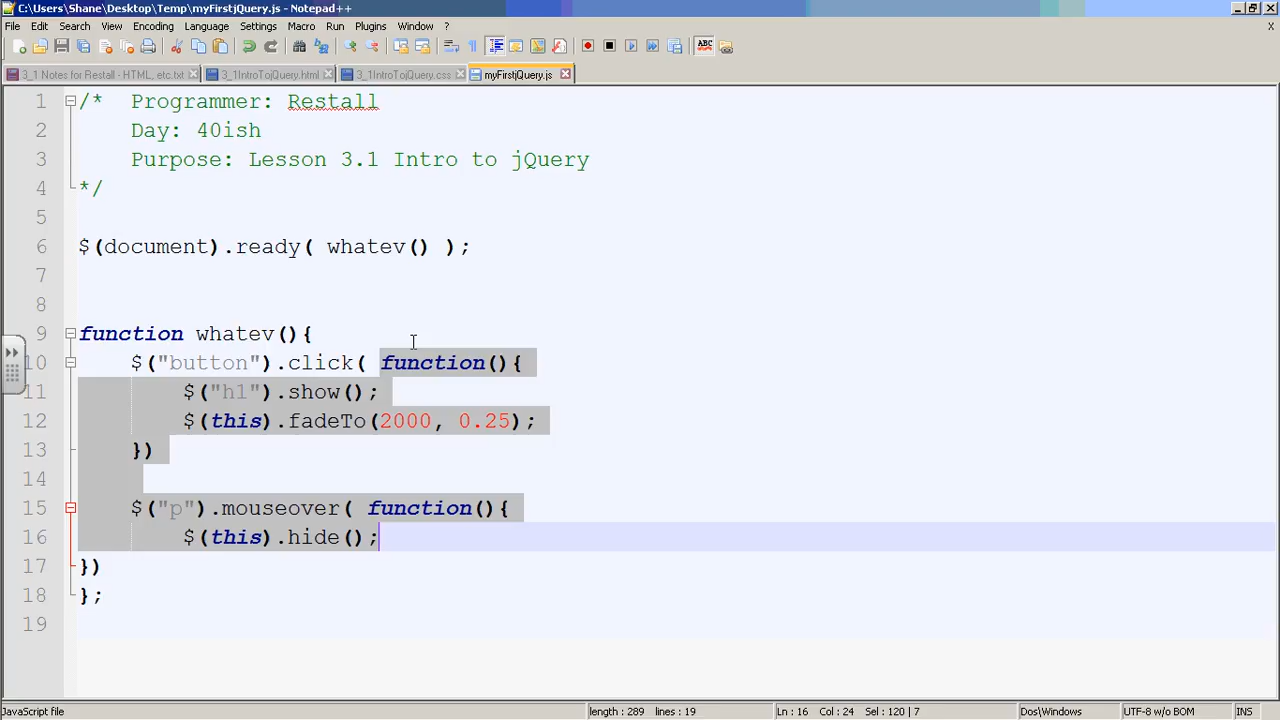 C:\Users\Shane\Desktop\Temp\myFirstjQuery.js - Notepad++
File Edit Search View Encoding Language Settings Macro Run Plugins Window ? X
ABC
3_1 Notes for Restall - HTML, etc.txt 3_1IntroTojQuery.html 3_1IntroTojQuery.css myFirstjQuery.js
1 /* Programmer: Restall
2 Day: 40ish
3 Purpose: Lesson 3.1 Intro to jQuery
4 */
5
6 $(document).ready( whatev() );
7
8
9 function whatev(){
10 $("button").click( function(){
11 $("h1").show();
12 $(this).fadeTo(2000, 0.25);
13 })
14
15 $("p").mouseover( function(){
16 $(this).hide();
17 })
18 };
19
JavaScript file length : 289 lines : 19 Ln : 16 Col : 24 Sel : 120 | 7 Dos\Windows UTF-8 w/o BOM INS